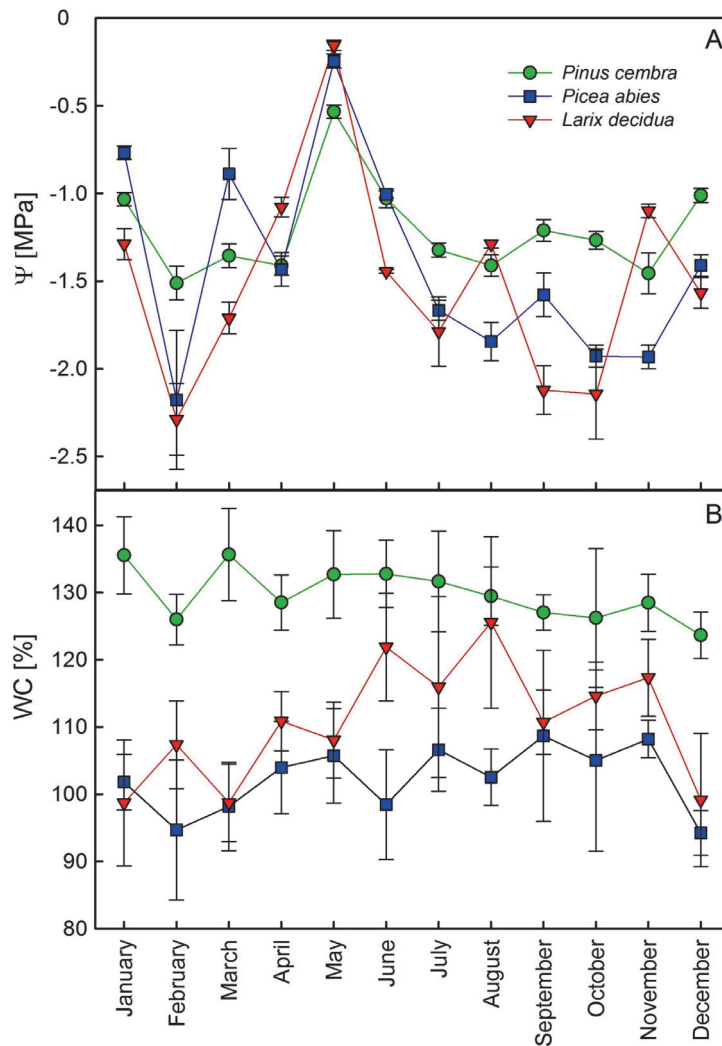 A
Pinus cembra
Picea abies
Larix decidua
Ψ [MPa]
-0
-0.5
-1.0
-1.5
-2.0
-2.5
B
WC [%]
140
130
120
110
100
90
80
January
February
March
April
May
June
July
August
September
October
November
December